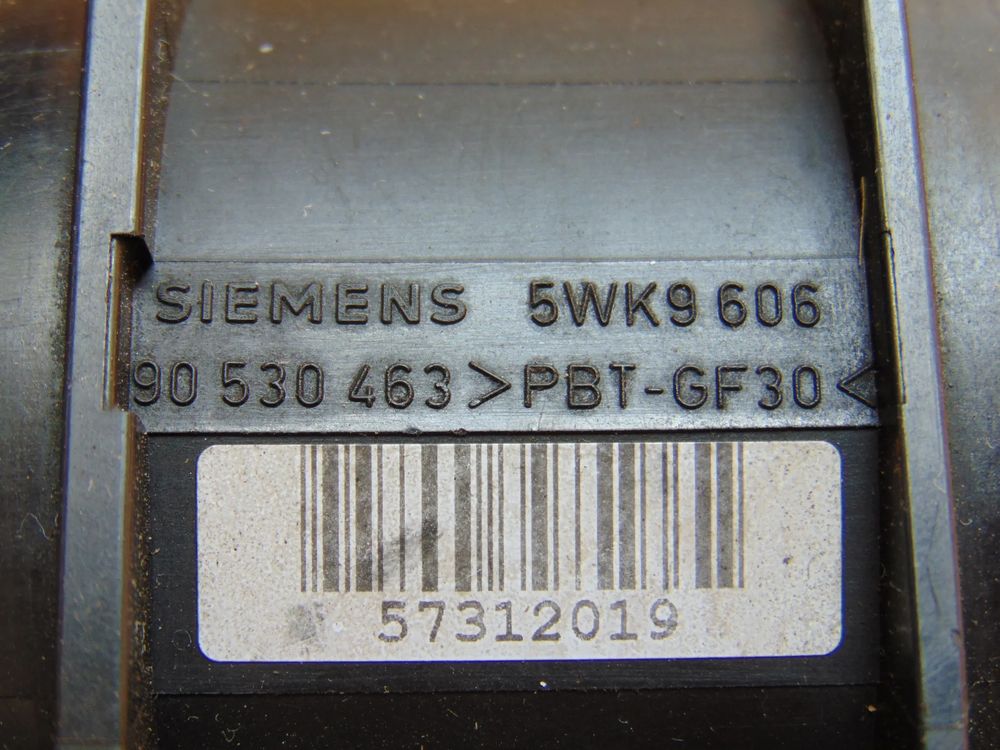 SIEMENS 5WK9 606
90 530 463 >PBT-GF30<
57312019